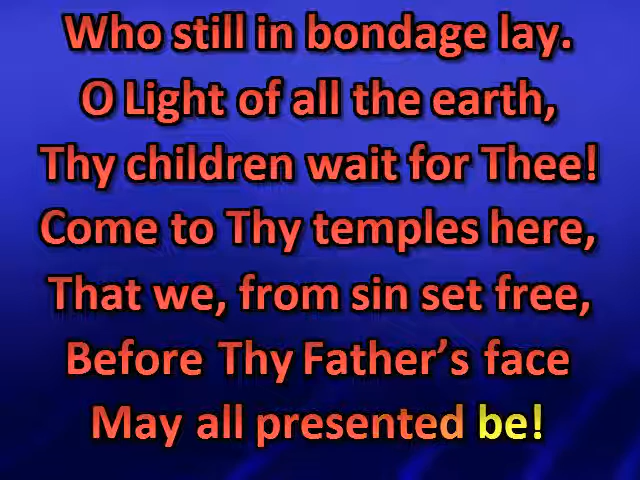 Who still in bondage lay.
O Light of all the earth,
Thy children wait for Thee!
Come to Thy temples here,
That we, from sin set free,
Before Thy Father’s face
May all presented be!